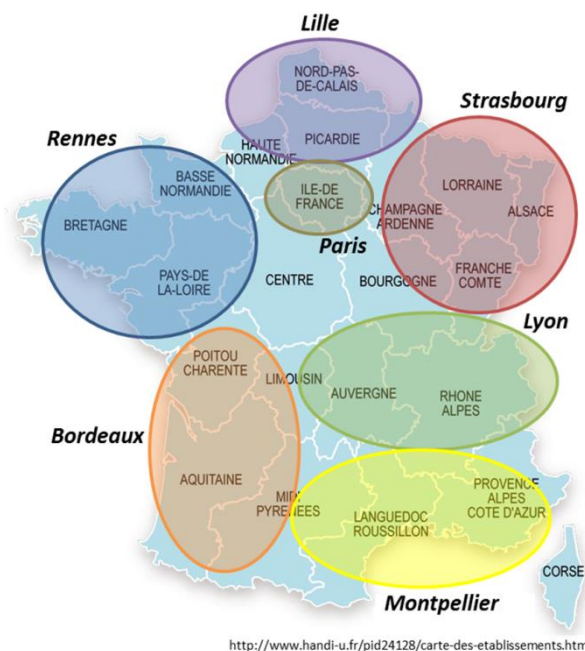 Lille
NORD-PAS-
DE-CALAIS
Strasbourg
Rennes
HAUTE
NORMANDIE
PICARDIE
BASSE
NORMANDIE
LORRAINE
ILE-DE
FRANCE
CHAMPAGNE
ARDENNE
ALSACE
BRETAGNE
Paris
PAYS-DE
LA-LOIRE
CENTRE
BOURGOGNE
FRANCHE
COMTE
Lyon
POITOU
CHARENTE
LIMOUSIN
AUVERGNE
RHONE
ALPES
Bordeaux
AQUITAINE
MIDI
PYRENEES
LANGUEDOC
ROUSSILLON
PROVENCE
ALPES
COTE D'AZUR
CORSE
Montpellier
http://www.handi-u.fr/pid24128/carte-des-etablissements.htm